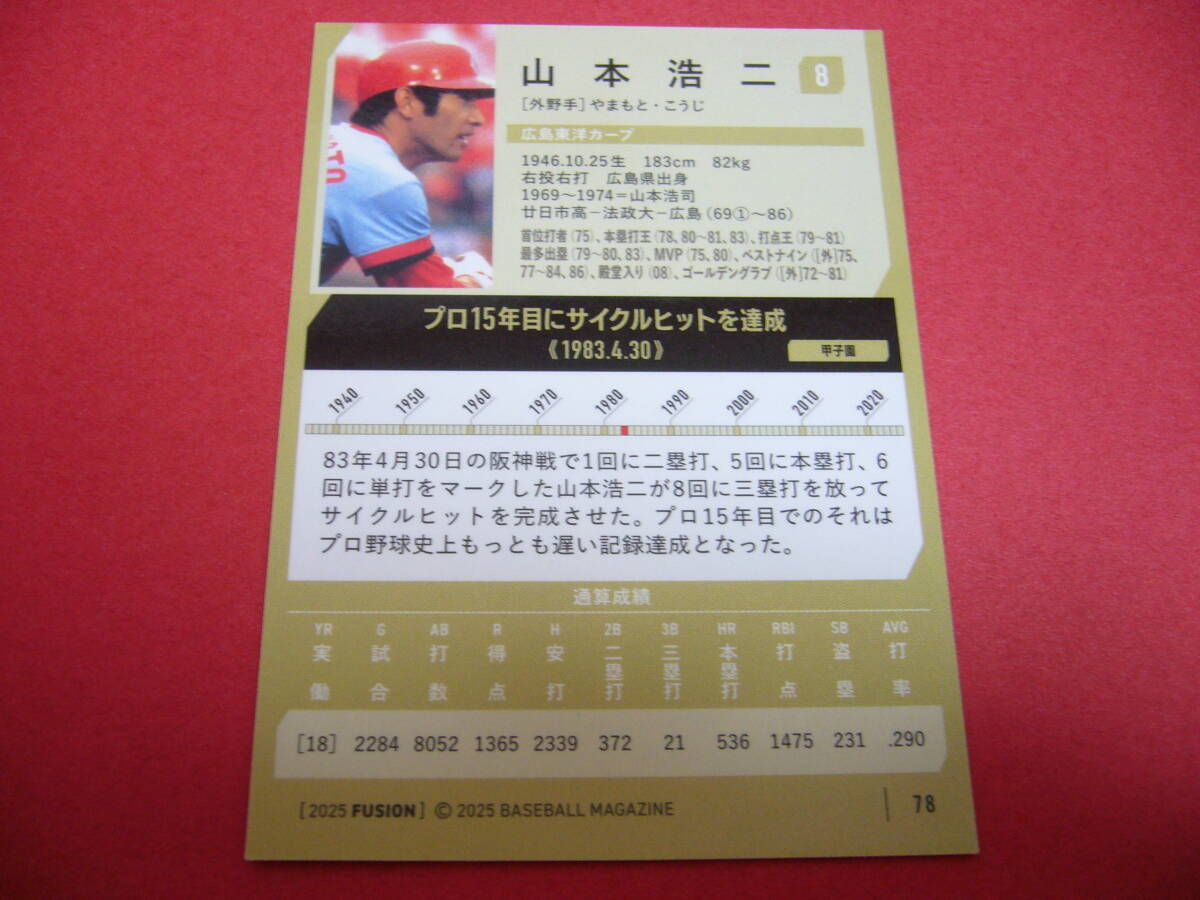 山本浩二 8
[外野手] やまもと・こうじ
広島東洋カープ
1946.10.25生 183cm 82kg
右投右打 広島県出身
1969〜1974=山本浩司
廿日市高−法政大−広島(69①〜86)
首位打者(75)、本塁打王(78、80〜81、83)、打点王(79〜81)
最多出塁(79〜80、83)、MVP(75、80)、ベストナイン([外]75、
77〜84、86)、殿堂入り(08)、ゴールデングラブ([外]72〜81)
プロ15年目にサイクルヒットを達成
《1983.4.30》 甲子園
1940 1950 1960 1970 1980 1990 2000 2010 2020
83年4月30日の阪神戦で1回に二塁打、5回に本塁打、6
回に単打をマークした山本浩二が8回に三塁打を放って
サイクルヒットを完成させた。プロ15年目でのそれは
プロ野球史上もっとも遅い記録達成となった。
通算成績
YR G AB R H 2B 3B HR RBI SB AVG
実働 試合 打数 得点 安打 二塁打 三塁打 本塁打 打点 盗塁 打率
[18] 2284 8052 1365 2339 372 21 536 1475 231 .290
[2025 FUSION] © 2025 BASEBALL MAGAZINE 78